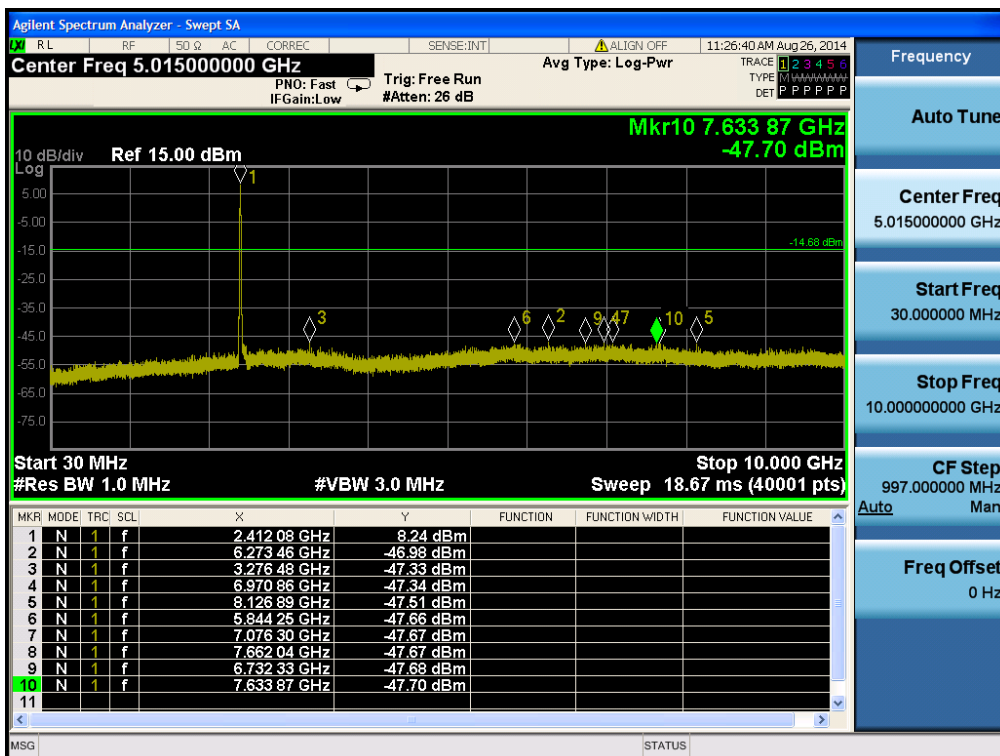 Agilent Spectrum Analyzer - Swept SA
LXI RL RF 50 Ω AC CORREC SENSE:INT ALIGN OFF 11:26:40 AM Aug 26, 2014
Center Freq 5.015000000 GHz
PNO: Fast
IFGain:Low
Trig: Free Run
#Atten: 26 dB
Avg Type: Log-Pwr
TRACE 1 2 3 4 5 6
TYPE M W W W W W
DET P P P P P P
Mkr10 7.633 87 GHz
-47.70 dBm
10 dB/div Ref 15.00 dBm
Log
1
5.00
-5.00
-14.68 dBm
-15.0
-25.0
-35.0
3 6 2 9 4 7 10 5
-45.0
-55.0
-65.0
-75.0
Start 30 MHz Stop 10.000 GHz
#Res BW 1.0 MHz #VBW 3.0 MHz Sweep 18.67 ms (40001 pts)
MKR MODE TRC SCL X Y FUNCTION FUNCTION WIDTH FUNCTION VALUE
1 N 1 f 2.412 08 GHz 8.24 dBm
2 N 1 f 6.273 46 GHz -46.98 dBm
3 N 1 f 3.276 48 GHz -47.33 dBm
4 N 1 f 6.970 86 GHz -47.34 dBm
5 N 1 f 8.126 89 GHz -47.51 dBm
6 N 1 f 5.844 25 GHz -47.66 dBm
7 N 1 f 7.076 30 GHz -47.67 dBm
8 N 1 f 7.662 04 GHz -47.67 dBm
9 N 1 f 6.732 33 GHz -47.68 dBm
10 N 1 f 7.633 87 GHz -47.70 dBm
11
MSG STATUS
Frequency
Auto Tune
Center Freq
5.015000000 GHz
Start Freq
30.000000 MHz
Stop Freq
10.000000000 GHz
CF Step
997.000000 MHz
Auto Man
Freq Offset
0 Hz